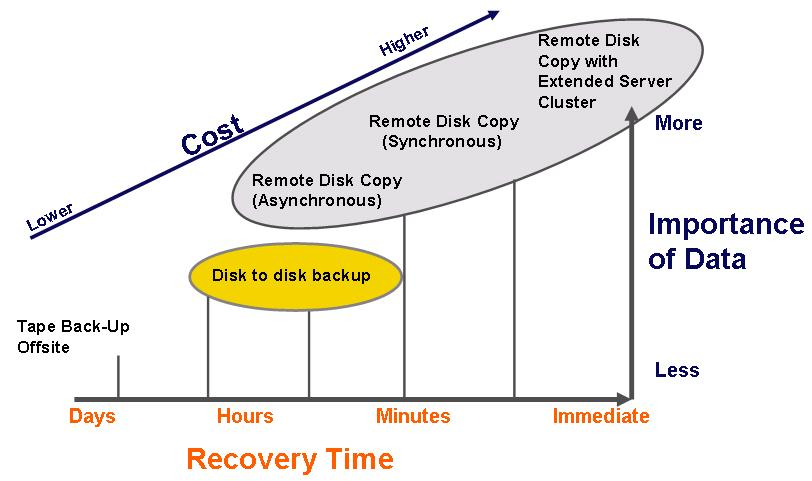 Higher
Cost
Lower
Remote Disk
Copy with
Extended Server
Cluster
Remote Disk Copy
(Synchronous)
Remote Disk Copy
(Asynchronous)
More
Importance
of Data
Less
Disk to disk backup
Tape Back-Up
Offsite
Days Hours Minutes Immediate
Recovery Time